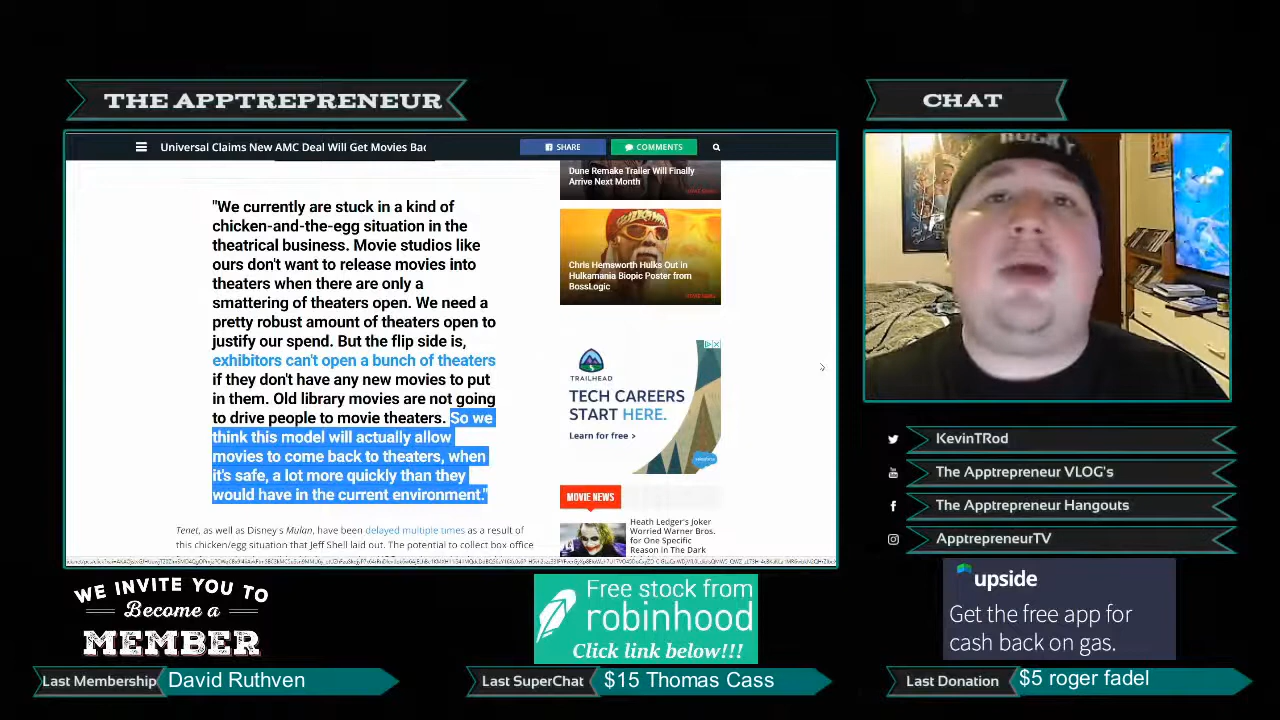 THE APPTREPRENEUR
CHAT
Universal Claims New AMC Deal Will Get Movies Bac
SHARE
COMMENTS
"We currently are stuck in a kind of
chicken-and-the-egg situation in the
theatrical business. Movie studios like
ours don't want to release movies into
theaters when there are only a
smattering of theaters open. We need a
pretty robust amount of theaters open to
justify our spend. But the flip side is,
exhibitors can't open a bunch of theaters
if they don't have any new movies to put
in them. Old library movies are not going
to drive people to movie theaters. So we
think this model will actually allow
movies to come back to theaters, when
it's safe, a lot more quickly than they
would have in the current environment."
Tenet, as well as Disney's Mulan, have been delayed multiple times as a result of
this chicken/egg situation that Jeff Shell laid out. The potential to collect box office
Dune Remake Trailer Will Finally
Arrive Next Month
Chris Hemsworth Hulks Out in
Hulkamania Biopic Poster from
BossLogic
TRAILHEAD
TECH CAREERS
START HERE.
Learn for free >
salesforce
MOVIE NEWS
Heath Ledger's Joker
Worried Warner Bros.
for One Specific
Reason in The Dark
KevinTRod
The Apptrepreneur VLOG's
The Apptrepreneur Hangouts
ApptrepreneurTV
WE INVITE YOU TO
Become a
MEMBER
Free stock from
robinhood
Click link below!!!
upside
Get the free app for
cash back on gas.
Last Membership
David Ruthven
Last SuperChat
$15 Thomas Cass
Last Donation
$5 roger fadel